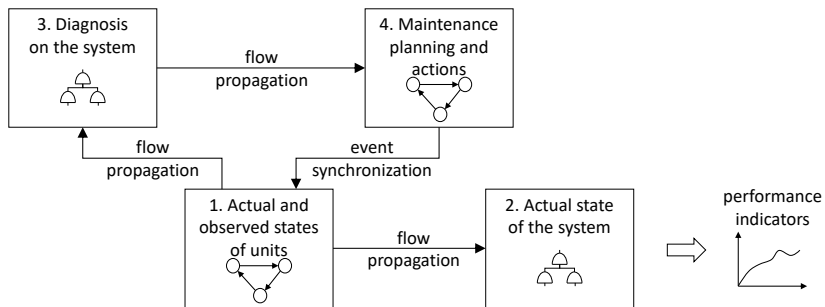 3. Diagnosis
on the system
flow
propagation
4. Maintenance
planning and
actions
flow
propagation
event
synchronization
1. Actual and
observed states
of units
flow
propagation
2. Actual state
of the system
performance
indicators